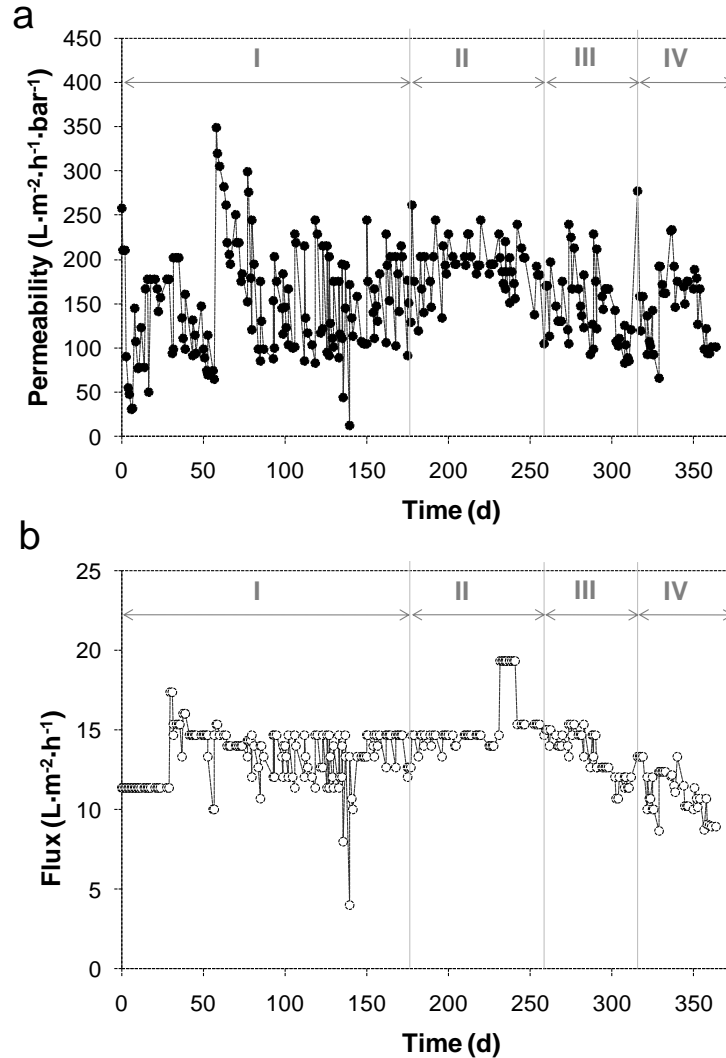 a
450
400
350
300
250
200
150
100
50
0
Permeability (L·m⁻²·h⁻¹·bar⁻¹)
I II III IV
0 50 100 150 200 250 300 350
Time (d)
b
25
20
15
10
5
0
Flux (L·m⁻²·h⁻¹)
I II III IV
0 50 100 150 200 250 300 350
Time (d)